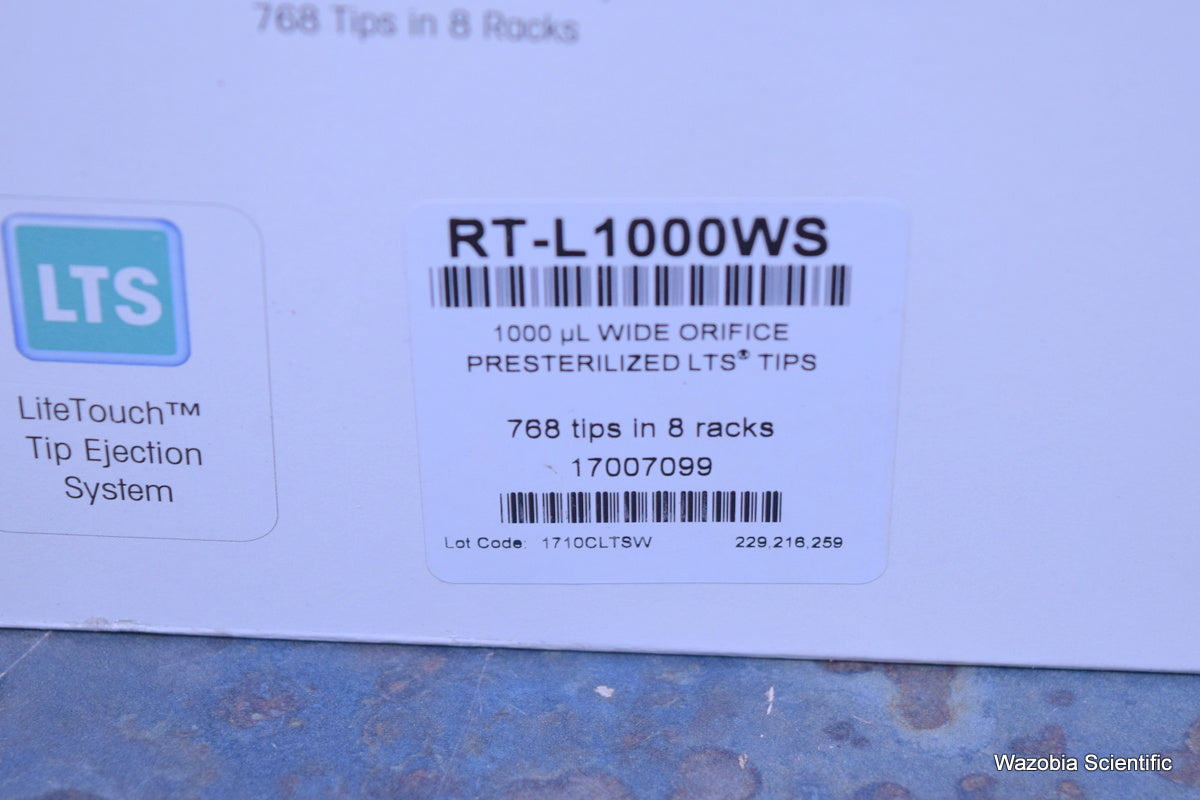 768 Tips in 8 Racks
LTS
LiteTouch™
Tip Ejection
System
RT-L1000WS
1000 µL WIDE ORIFICE
PRESTERILIZED LTS® TIPS
768 tips in 8 racks
17007099
Lot Code: 1710CLTSW 229,216,259
Wazobia Scientific